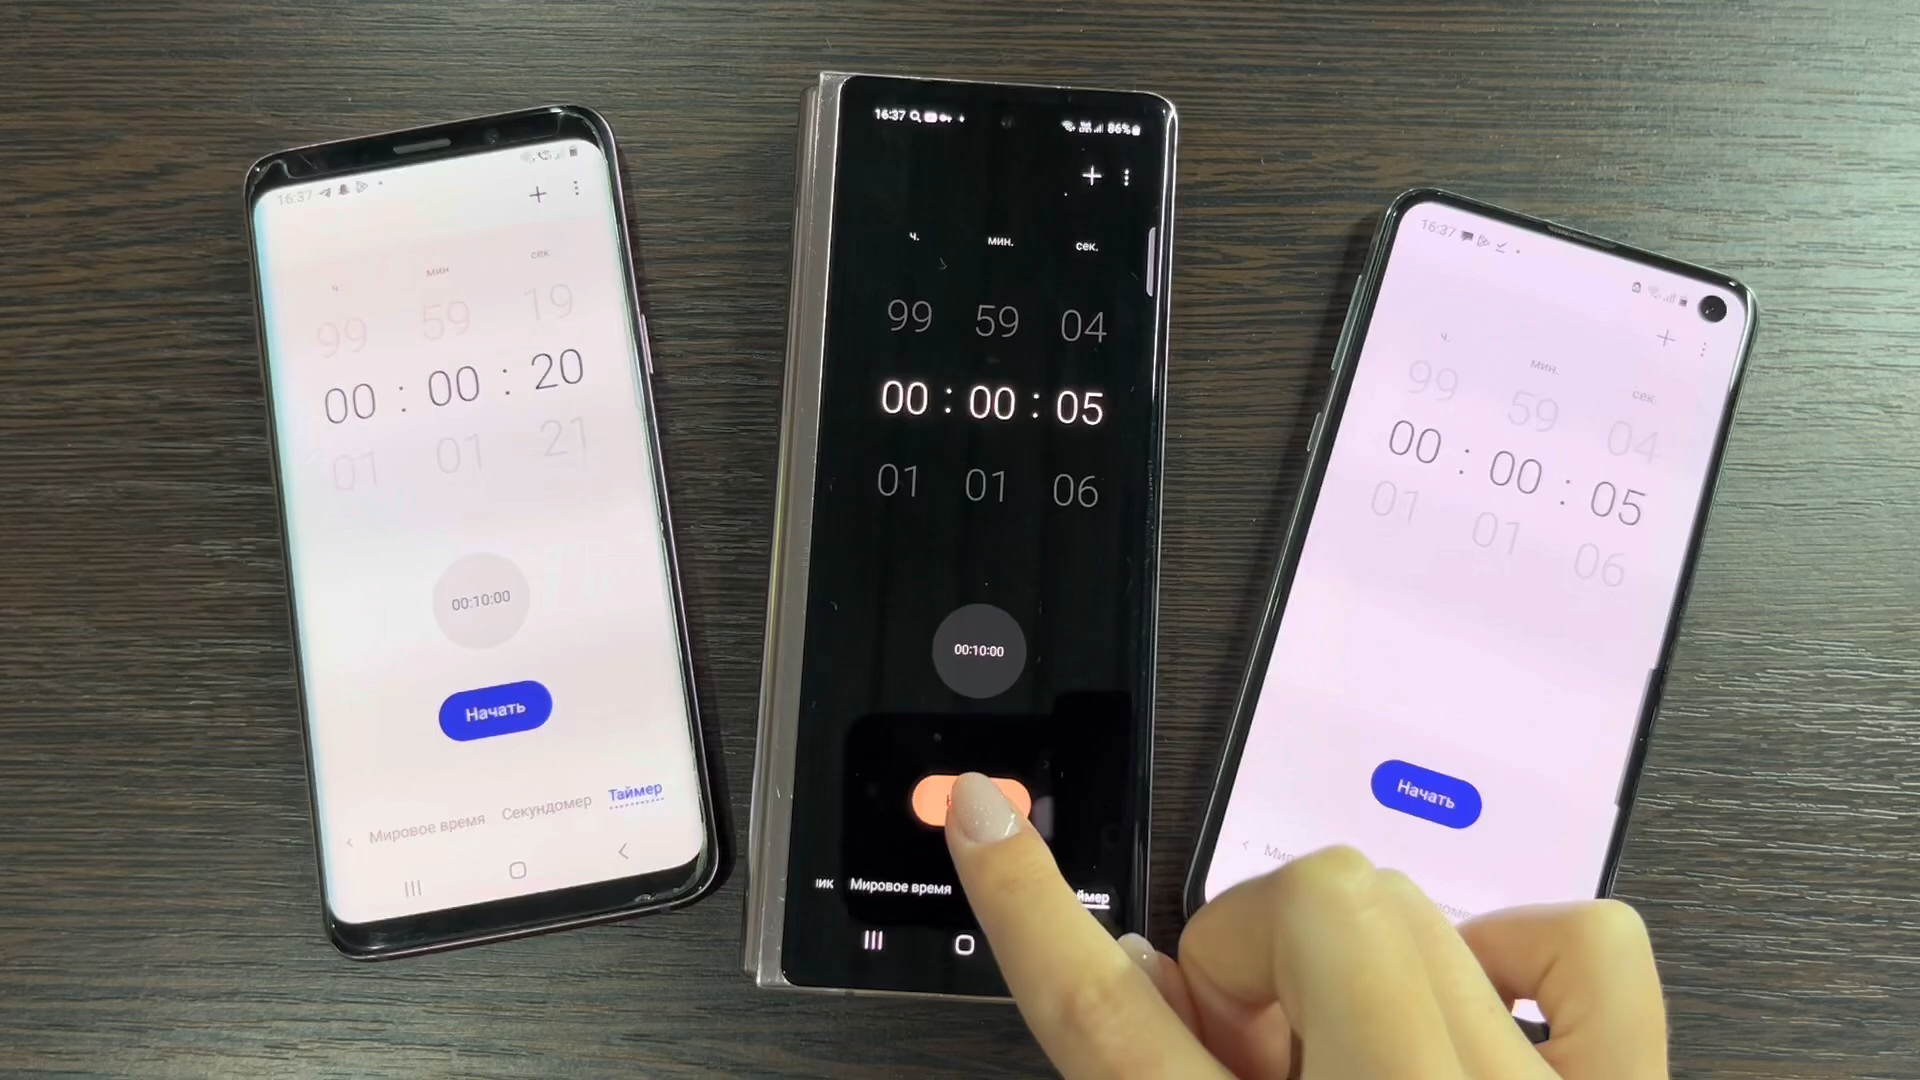 16:37
ч мин сек
99 59 19
00 : 00 : 20
01 01 21
00:10:00
Начать
Мировое время Секундомер Таймер
16:37 86%
ч. мин. сек.
99 59 04
00 : 00 : 05
01 01 06
00:10:00
ик Мировое время ймер
16:37
ч. мин. сек.
99 59 04
00 : 00 : 05
01 01 06
Начать